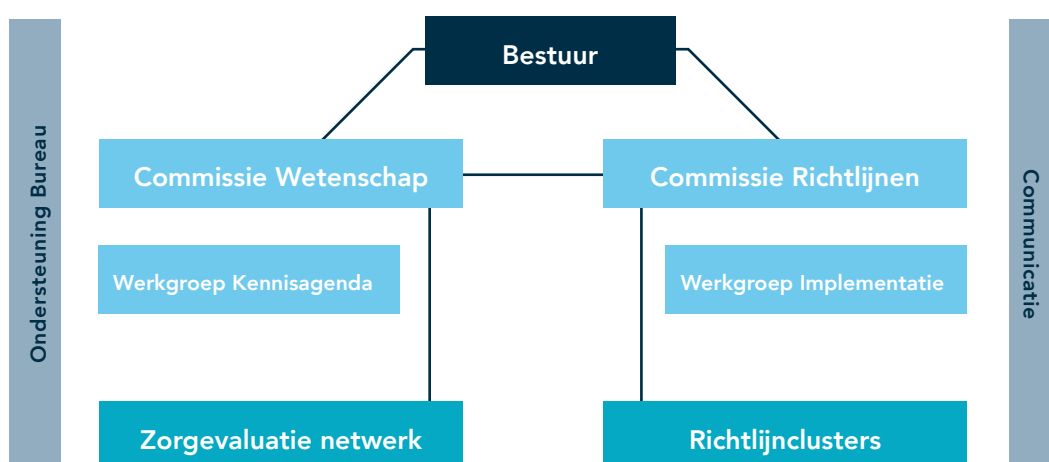 Bestuur
Commissie Wetenschap
Commissie Richtlijnen
Werkgroep Kennisagenda
Werkgroep Implementatie
Zorgevaluatie netwerk
Richtlijnclusters
Ondersteuning Bureau
Communicatie